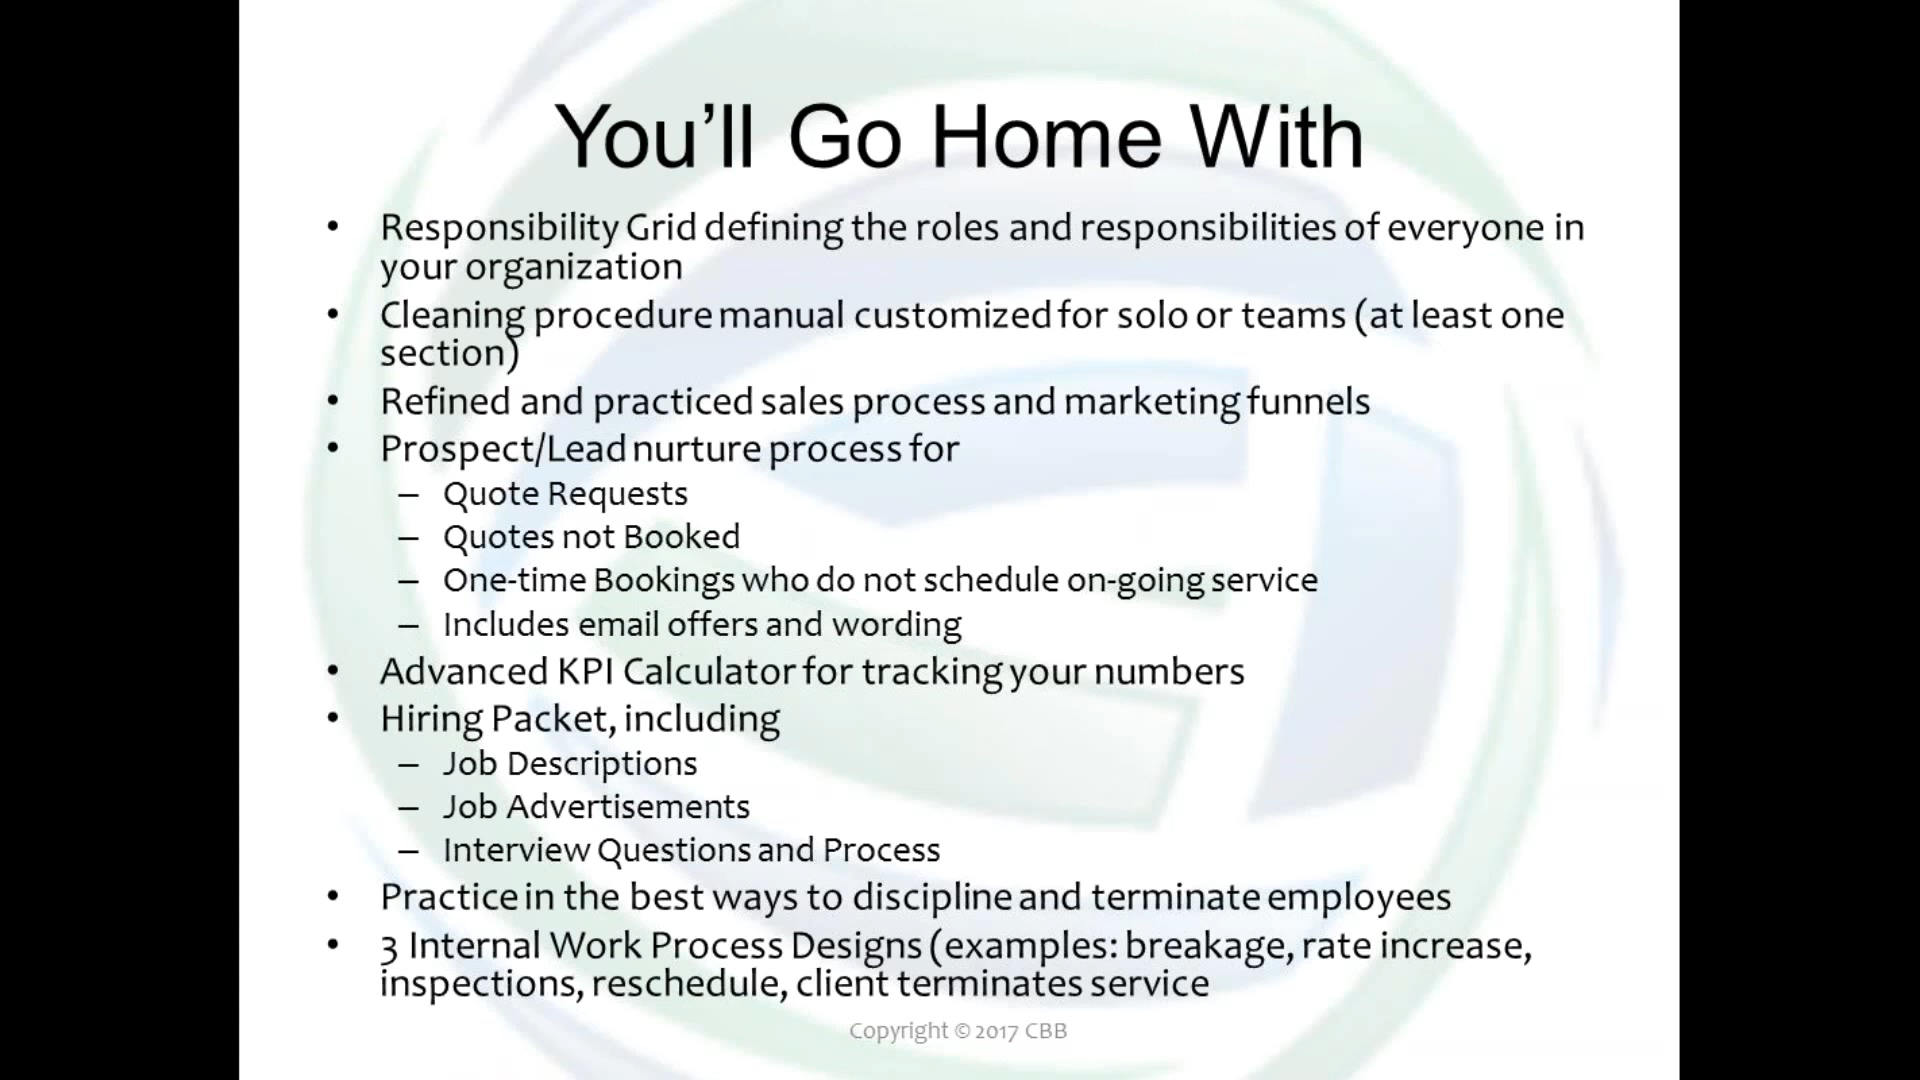 You’ll Go Home With
• Responsibility Grid defining the roles and responsibilities of everyone in
your organization
• Cleaning procedure manual customized for solo or teams (at least one
section)
• Refined and practiced sales process and marketing funnels
• Prospect/Lead nurture process for
– Quote Requests
– Quotes not Booked
– One-time Bookings who do not schedule on-going service
– Includes email offers and wording
• Advanced KPI Calculator for tracking your numbers
• Hiring Packet, including
– Job Descriptions
– Job Advertisements
– Interview Questions and Process
• Practice in the best ways to discipline and terminate employees
• 3 Internal Work Process Designs (examples: breakage, rate increase,
inspections, reschedule, client terminates service
Copyright © 2017 CBB